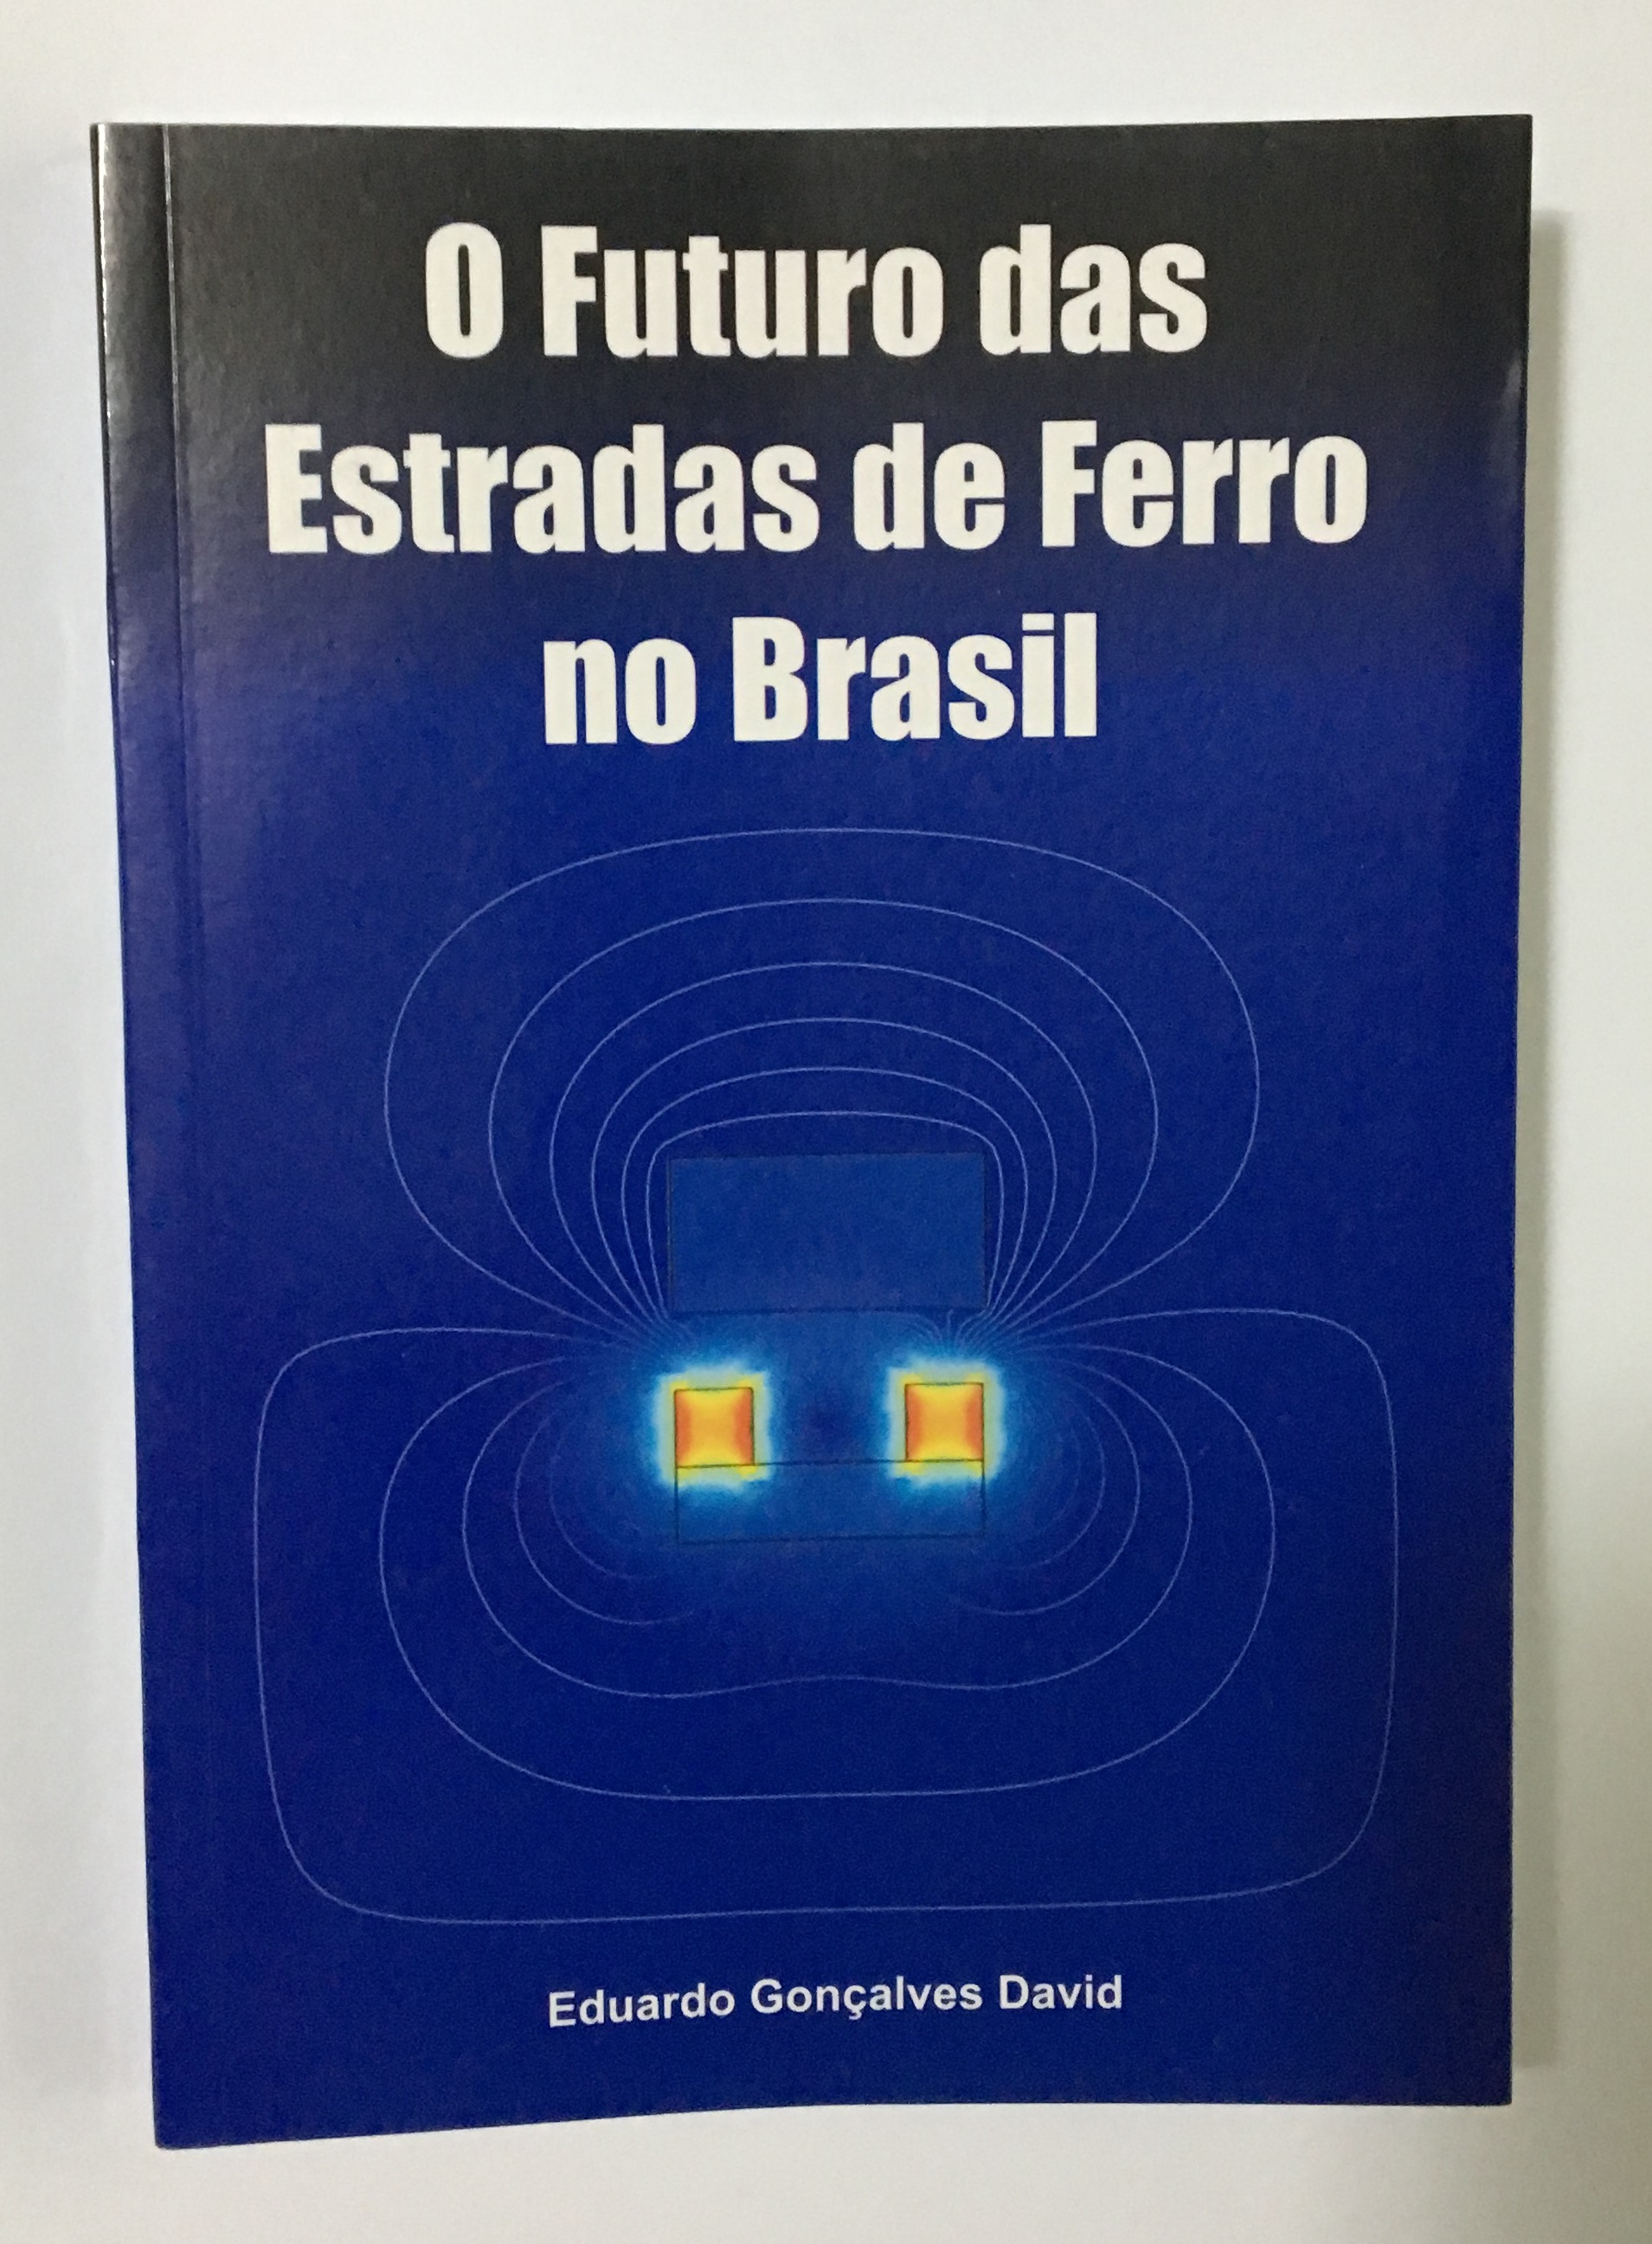 O Futuro das
Estradas de Ferro
no Brasil
Eduardo Gonçalves David